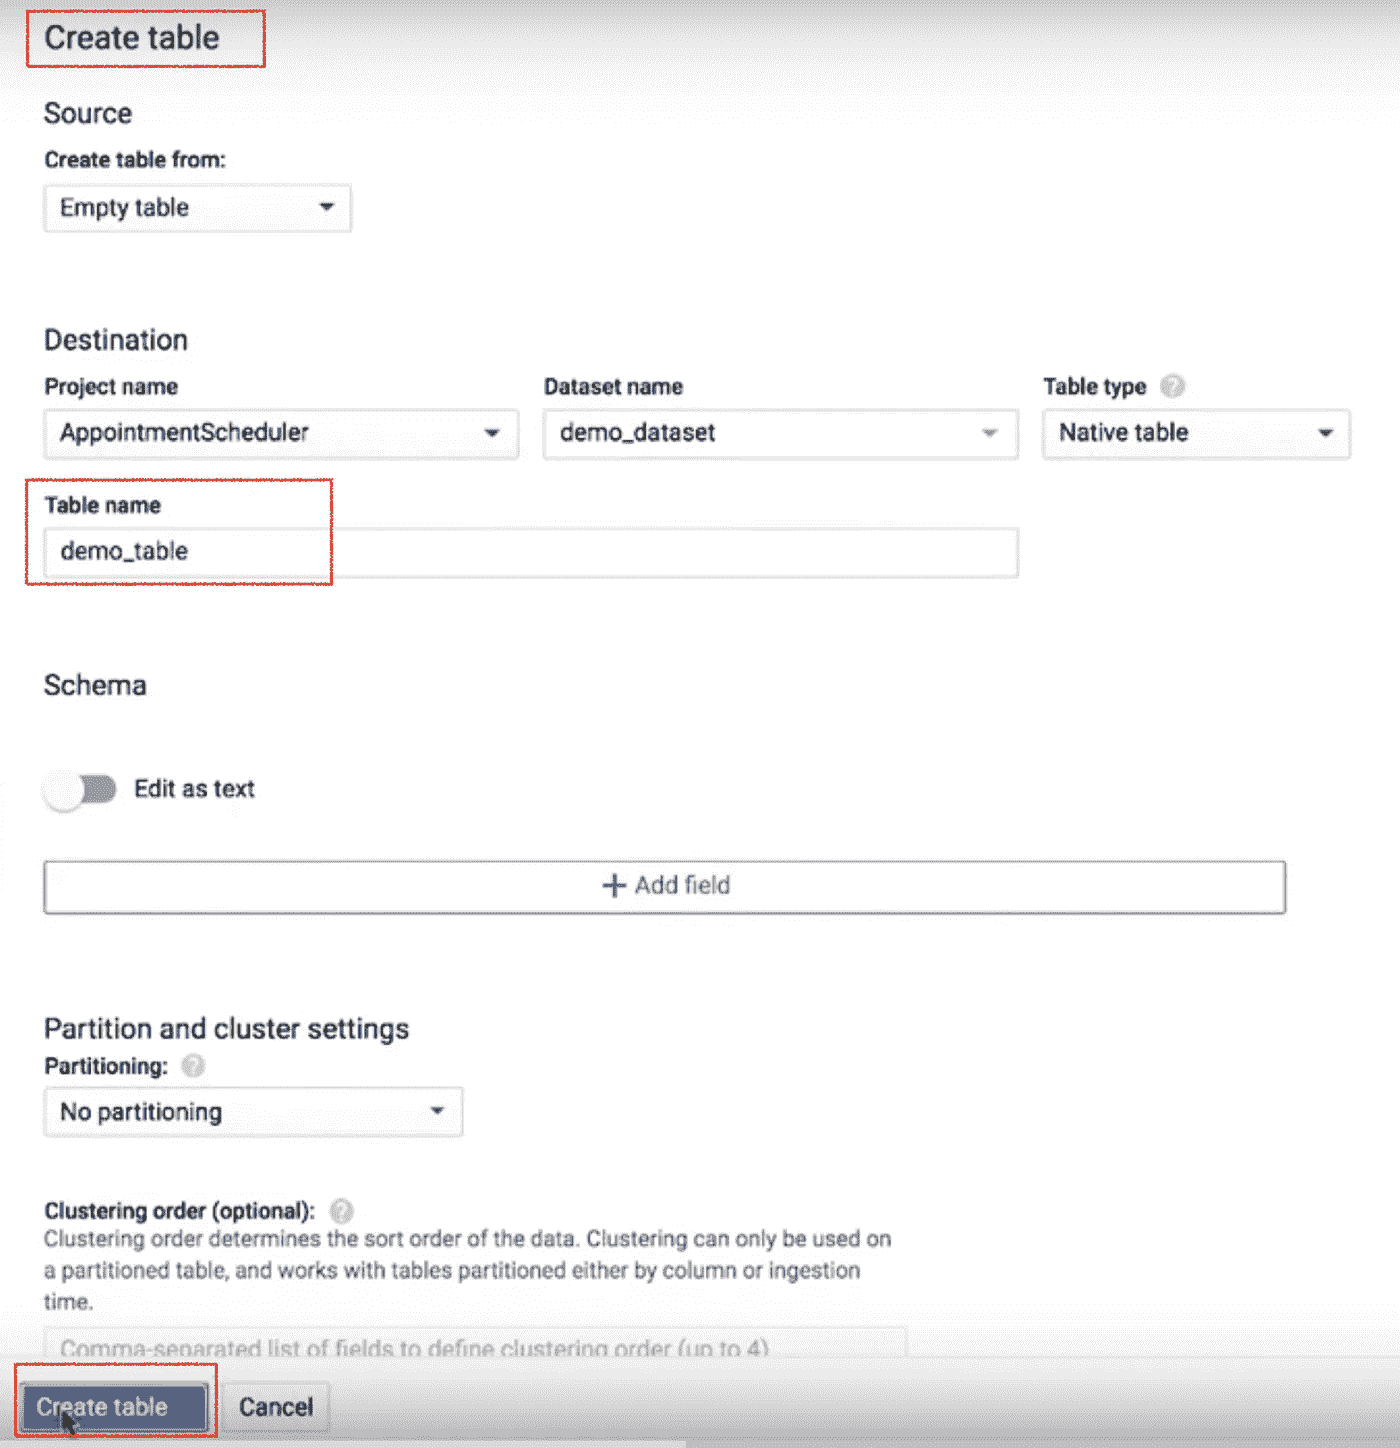 Create table
Source
Create table from:
Empty table
Destination
Project name
AppointmentScheduler
Dataset name
demo_dataset
Table type
Native table
Table name
demo_table
Schema
Edit as text
Add field
Partition and cluster settings
Partitioning:
No partitioning
Clustering order (optional):
Clustering order determines the sort order of the data. Clustering can only be used on
a partitioned table, and works with tables partitioned either by column or ingestion
time.
Comma-separated list of fields to define clustering order (up to 4)
Create table
Cancel